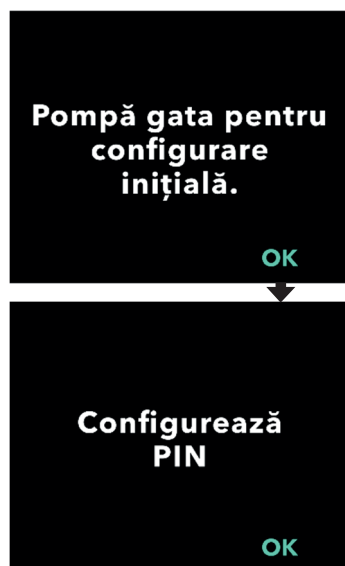 Pompă gata pentru
configurare
inițială.
OK
Configurează
PIN
OK